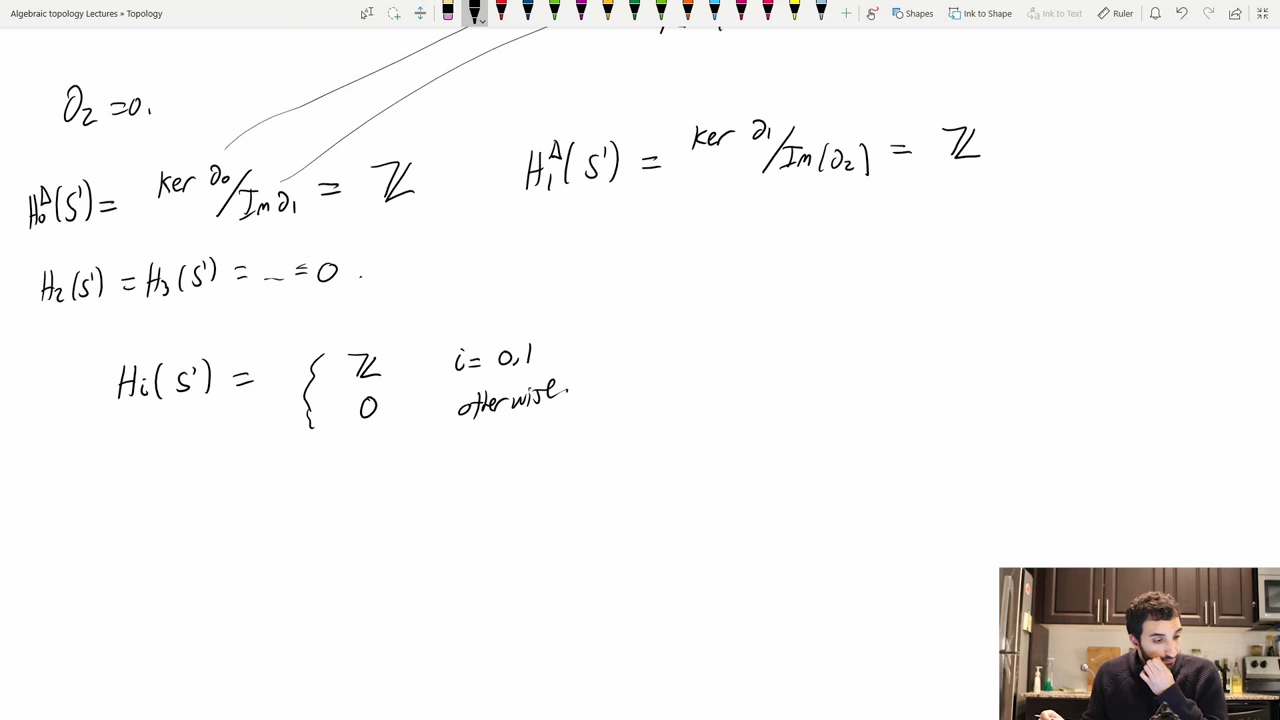 Algebraic topology Lectures » Topology
Shapes Ink to Shape Ink to Text Ruler
∂₂ = 0.
H₀^Δ(S¹) = ker ∂₀/Im ∂₁ = ℤ
H₁^Δ(S¹) = ker ∂₁/Im(∂₂) = ℤ
H₂(S¹) = H₃(S¹) = … = 0.
Hᵢ(S¹) = { ℤ i = 0,1
0 otherwise.